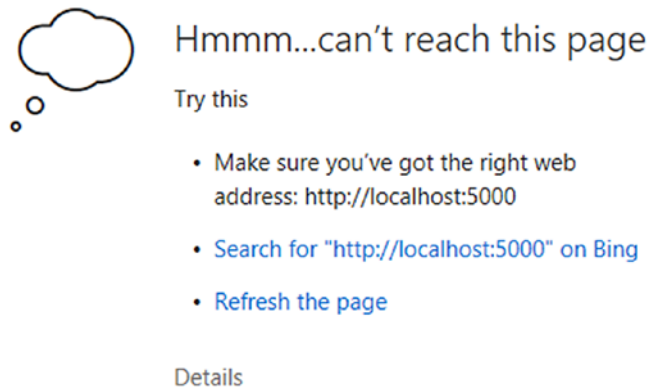 Hmmm...can't reach this page
Try this
• Make sure you've got the right web
address: http://localhost:5000
• Search for "http://localhost:5000" on Bing
• Refresh the page
Details